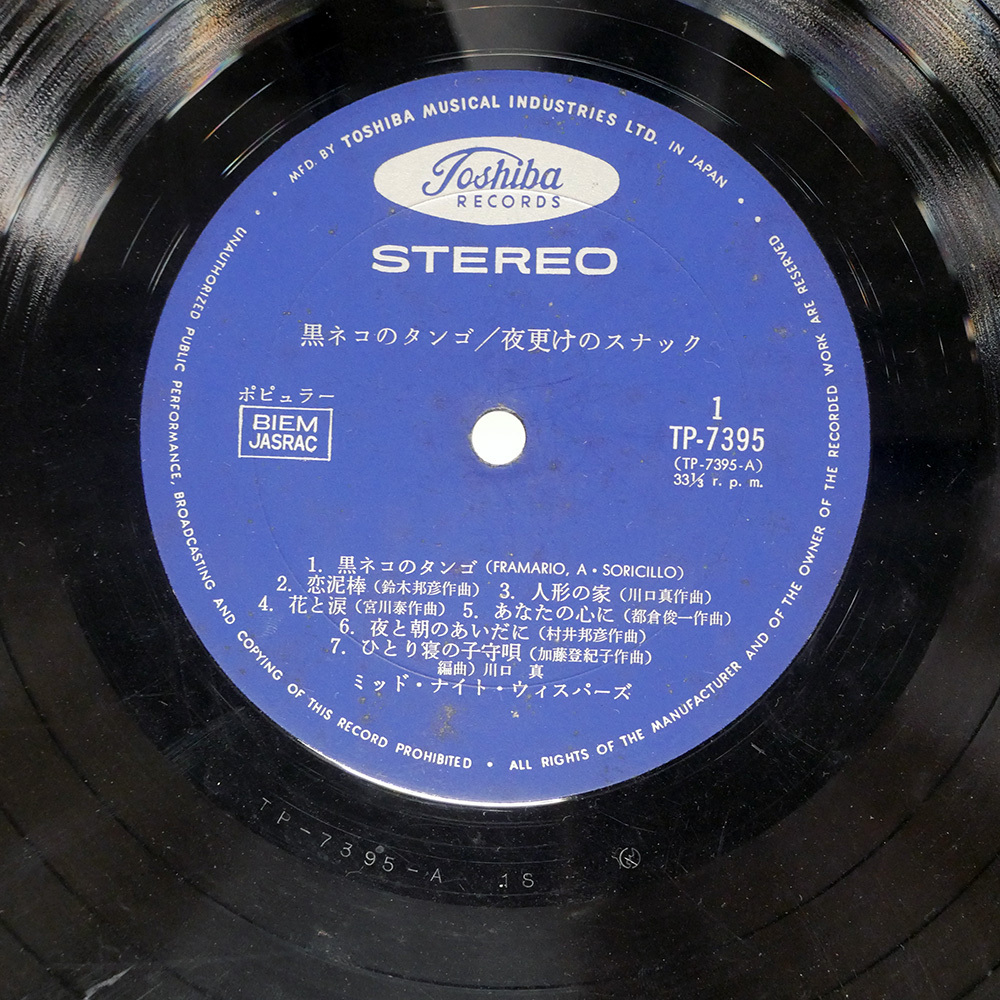 MFD. BY TOSHIBA MUSICAL INDUSTRIES LTD. IN JAPAN
Toshiba
RECORDS
STEREO
黒ネコのタンゴ/夜更けのスナック
ポピュラー
BIEM
JASRAC
1
TP-7395
(TP-7395-A)
33⅓ r. p. m.
1. 黒ネコのタンゴ (FRAMARIO, A・SORICILLO)
2. 恋泥棒 (鈴木邦彦作曲) 3. 人形の家 (川口真作曲)
4. 花と涙 (宮川泰作曲) 5. あなたの心に (都倉俊一作曲)
6. 夜と朝のあいだに (村井邦彦作曲)
7. ひとり寝の子守唄 (加藤登紀子作曲)
編曲) 川口 真
ミッド・ナイト・ウィスパーズ
UNAUTHORIZED PUBLIC PERFORMANCE, BROADCASTING AND COPYING OF THIS RECORD PROHIBITED • ALL RIGHTS OF THE MANUFACTURER AND OF THE OWNER OF THE RECORDED WORK ARE RESERVED
TP-7395-A 1S